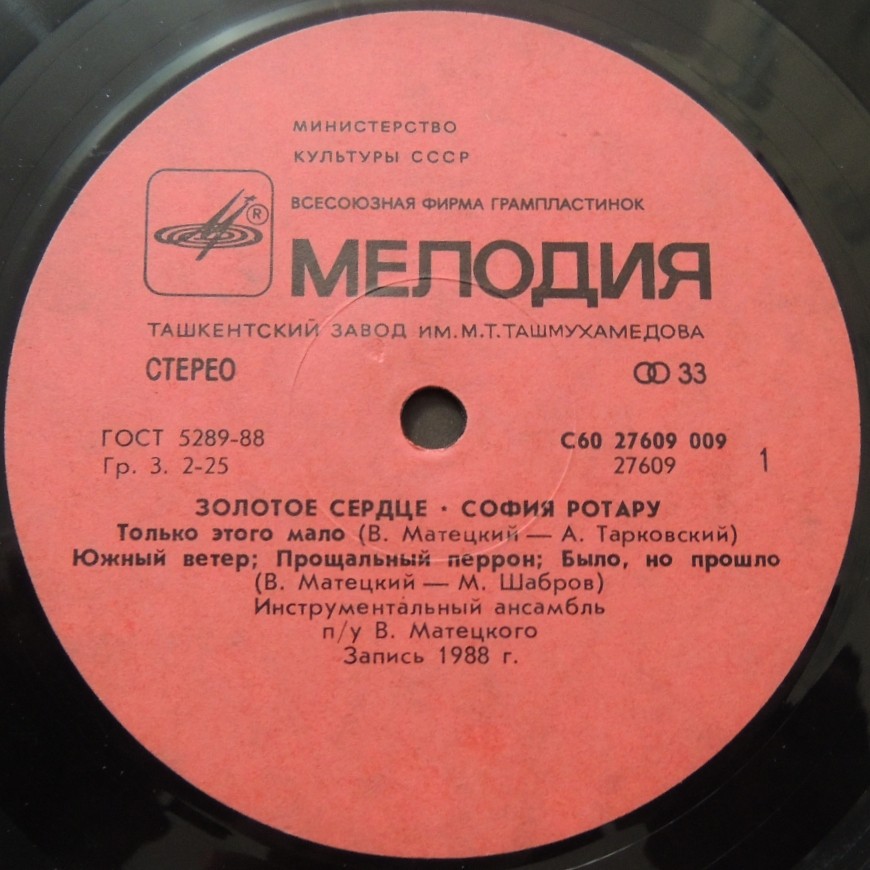 МИНИСТЕРСТВО
КУЛЬТУРЫ СССР
ВСЕСОЮЗНАЯ ФИРМА ГРАМПЛАСТИНОК
®
МЕЛОДИЯ
ТАШКЕНТСКИЙ ЗАВОД ИМ.М.Т.ТАШМУХАМЕДОВА
СТЕРЕО 33
ГОСТ 5289-88 С60 27609 009
Гр. 3. 2-25 27609 1
ЗОЛОТОЕ СЕРДЦЕ · СОФИЯ РОТАРУ
Только этого мало (В. Матецкий — А. Тарковский)
Южный ветер; Прощальный перрон; Было, но прошло
(В. Матецкий — М. Шабров)
Инструментальный ансамбль
п/у В. Матецкого
Запись 1988 г.